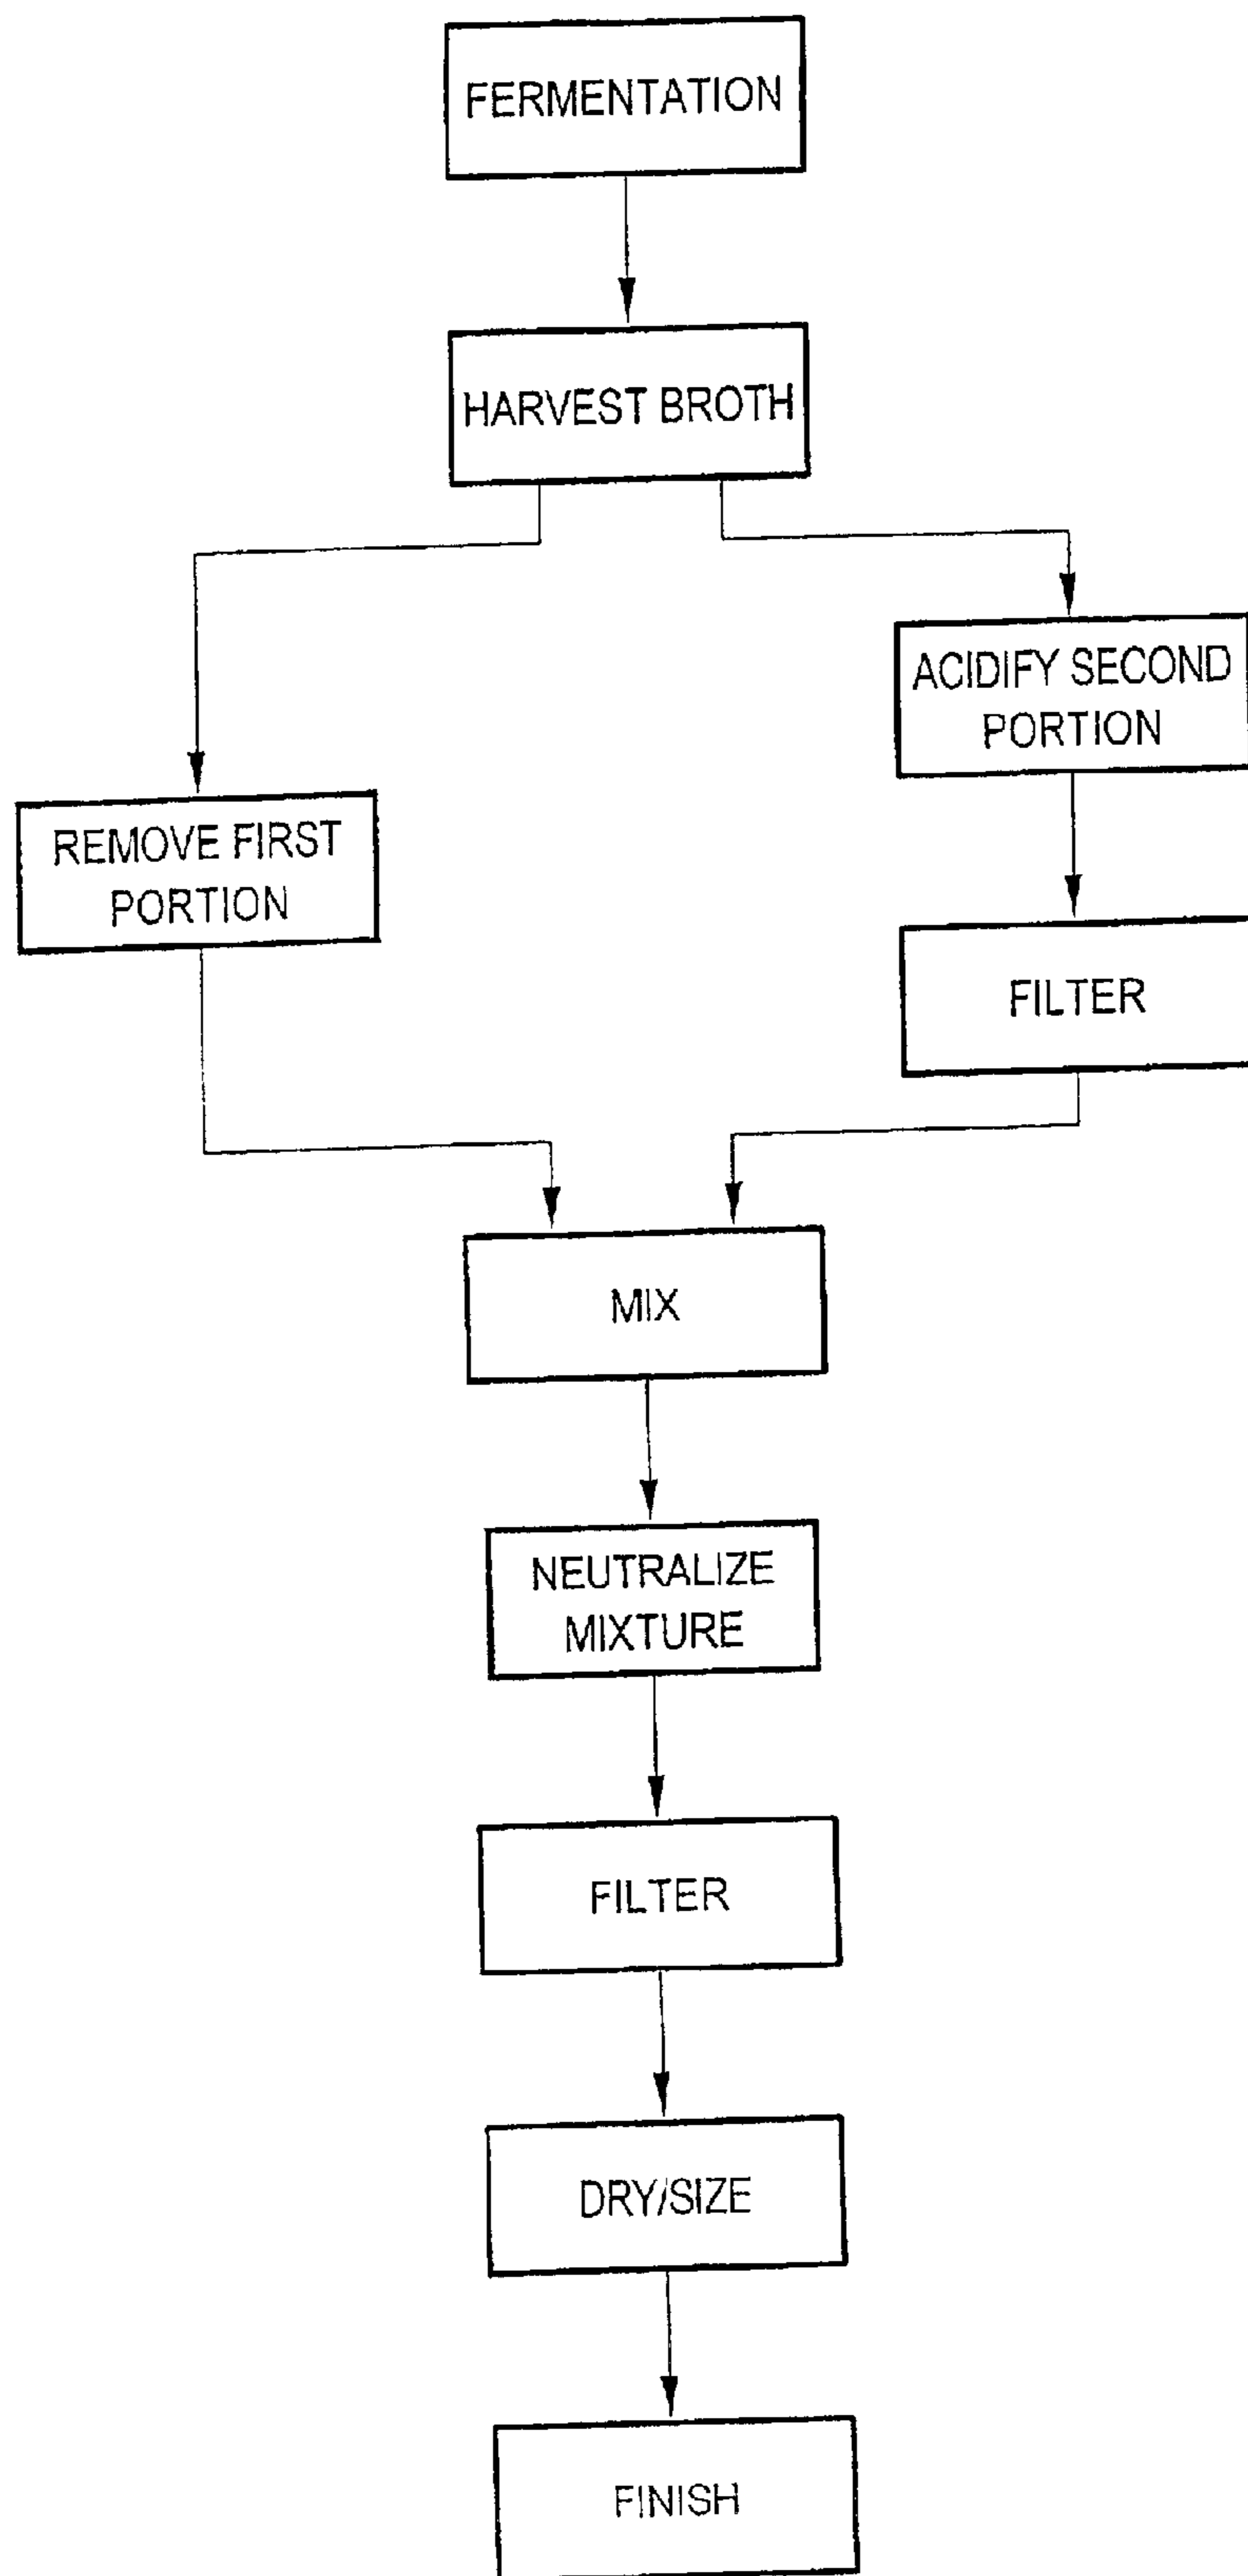 FERMENTATION
HARVEST BROTH
ACIDIFY SECOND
PORTION
REMOVE FIRST
PORTION
FILTER
MIX
NEUTRALIZE
MIXTURE
FILTER
DRY/SIZE
FINISH